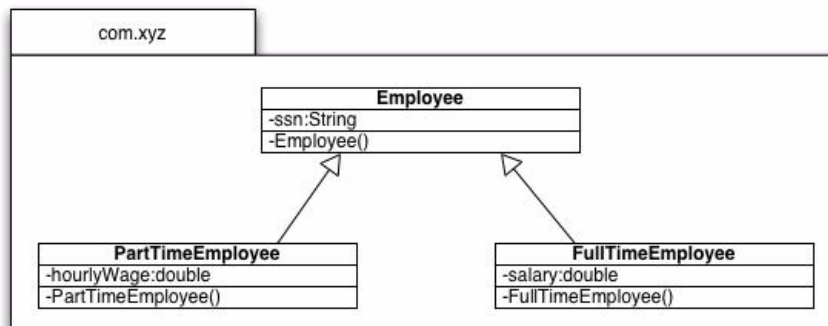 com.xyz
Employee
-ssn:String
-Employee()
PartTimeEmployee
-hourlyWage:double
-PartTimeEmployee()
FullTimeEmployee
-salary:double
-FullTimeEmployee()